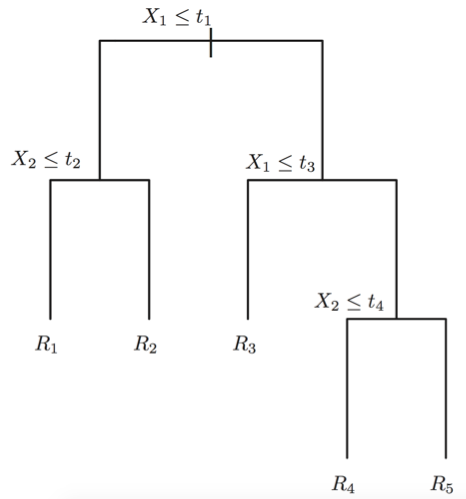 X₁ ≤ t₁
X₂ ≤ t₂
X₁ ≤ t₃
X₂ ≤ t₄
R₁
R₂
R₃
R₄
R₅